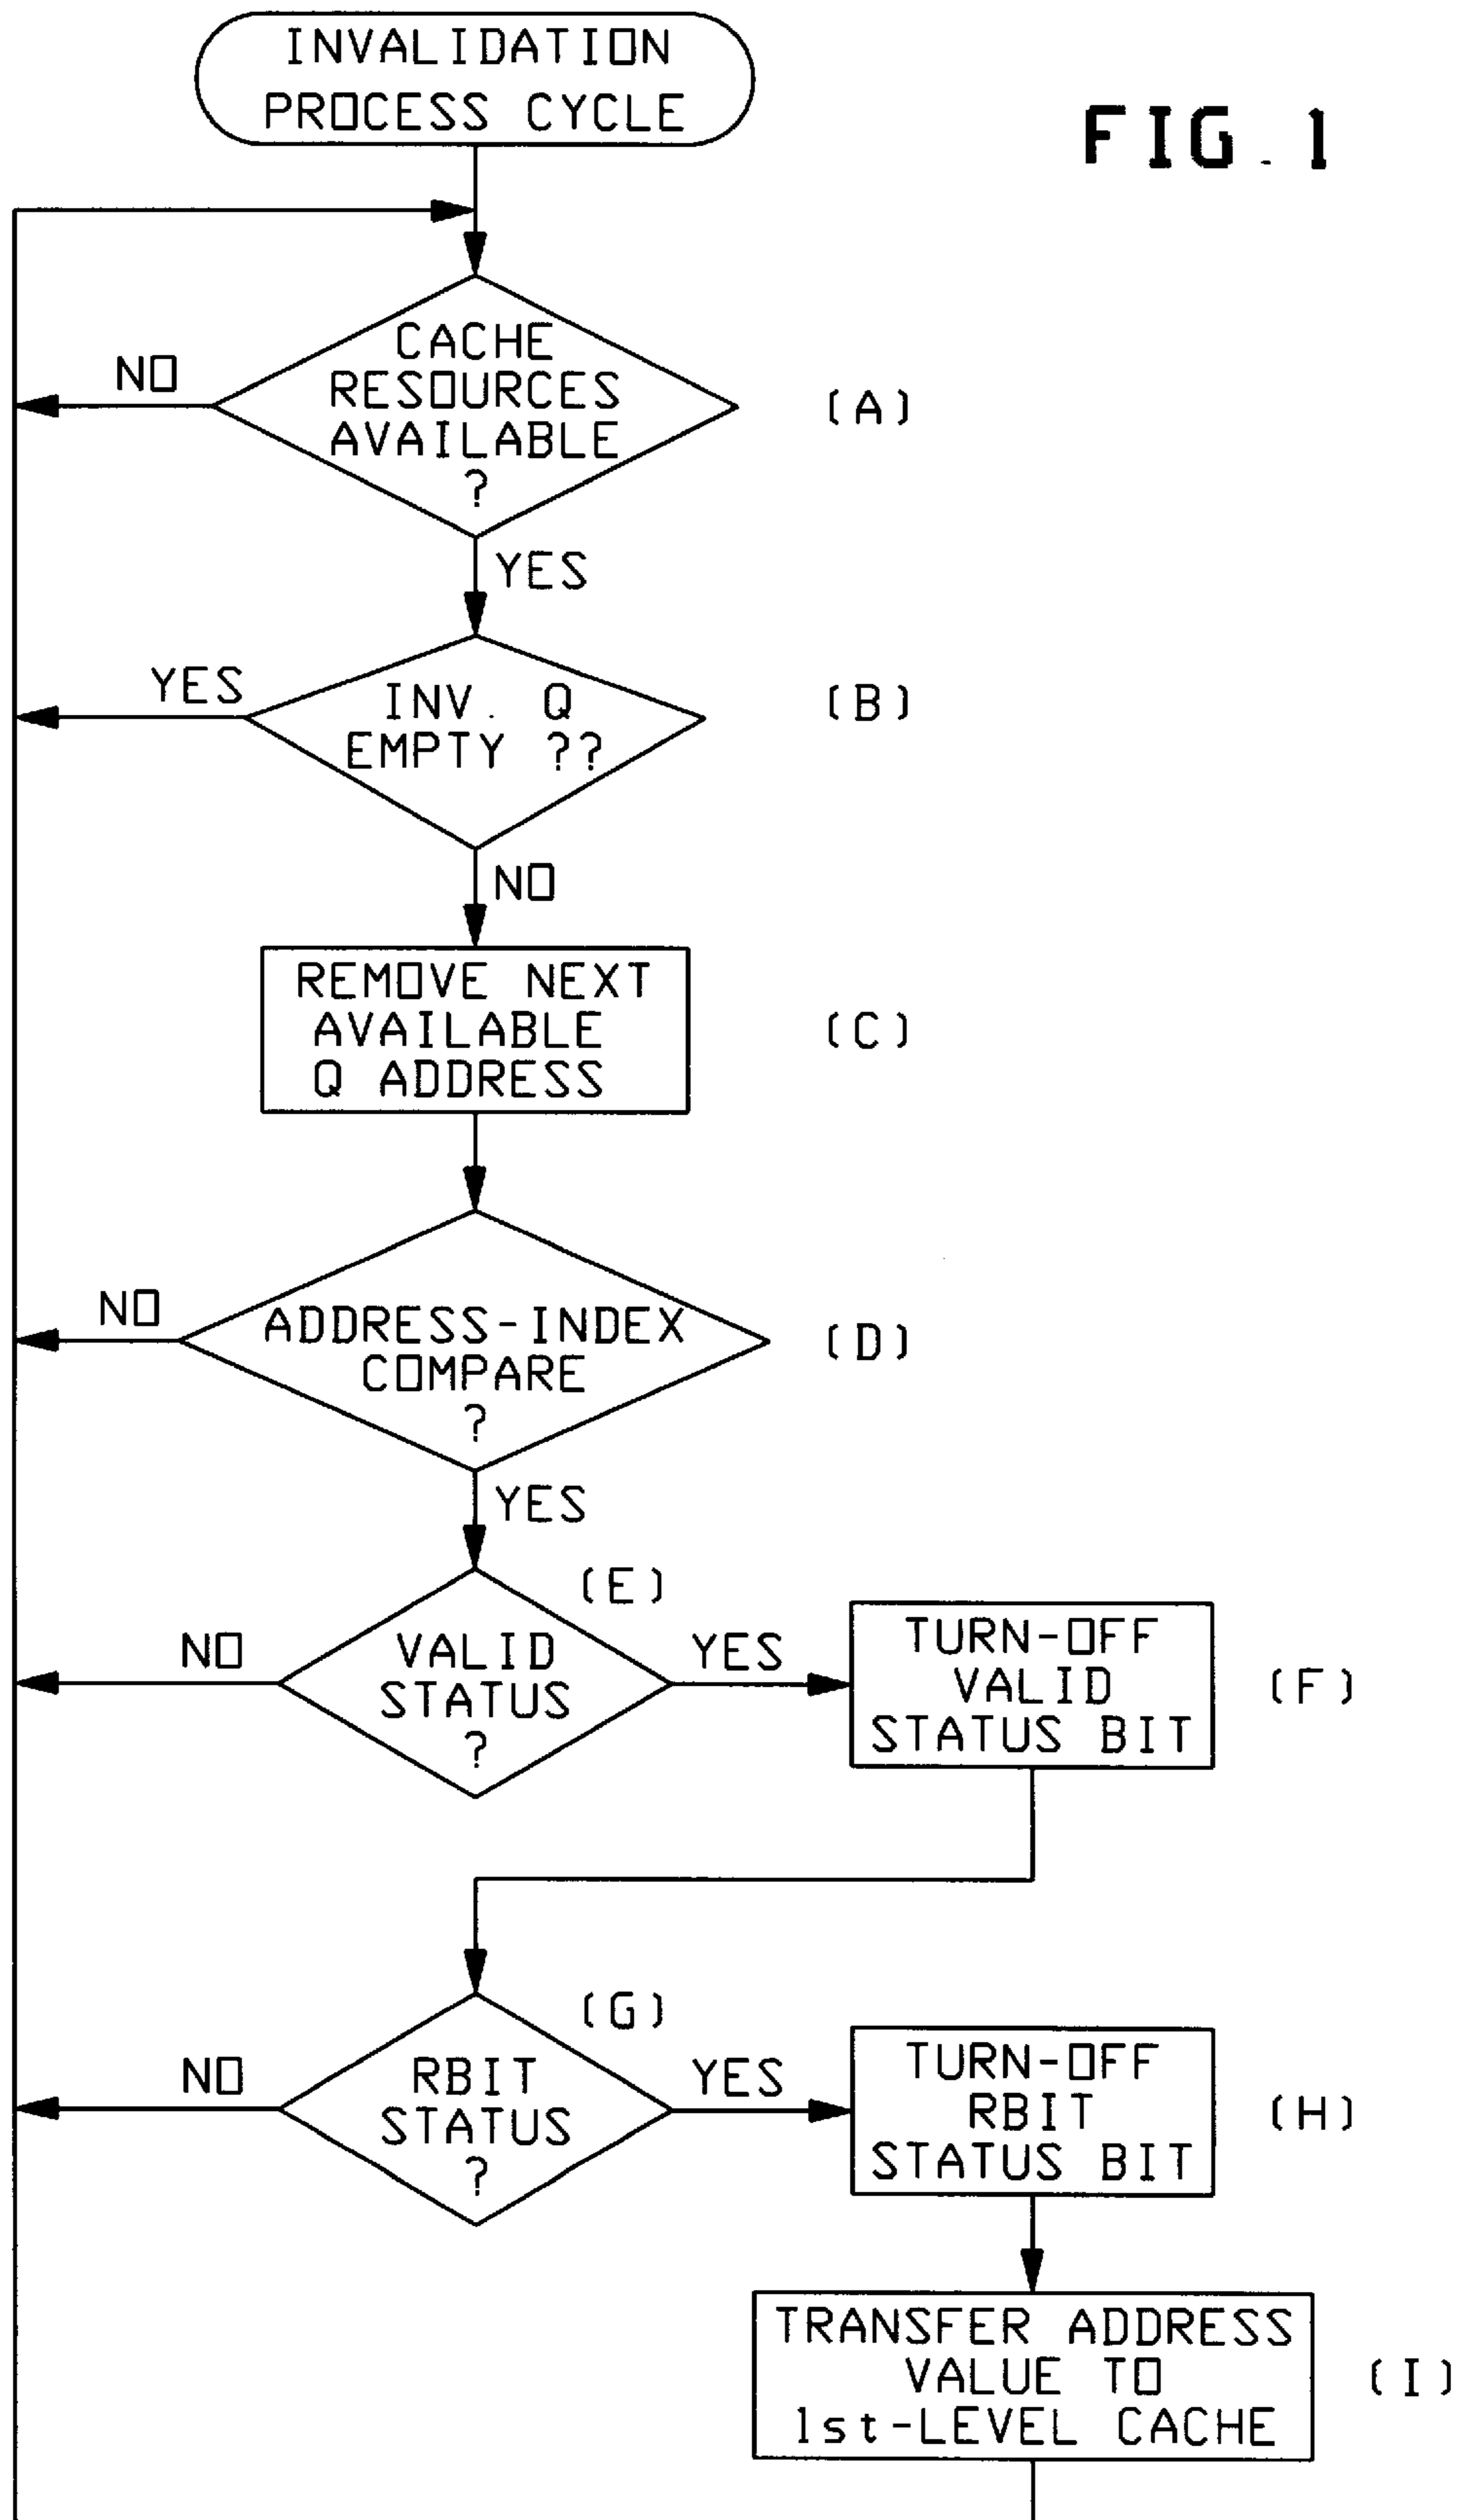 INVALIDATION
PROCESS CYCLE
FIG. 1
NO
CACHE
RESOURCES
AVAILABLE
?
(A)
YES
YES
INV. Q
EMPTY ??
(B)
NO
REMOVE NEXT
AVAILABLE
Q ADDRESS
(C)
NO
ADDRESS-INDEX
COMPARE
?
(D)
YES
(E)
NO
VALID
STATUS
?
YES
TURN-OFF
VALID
STATUS BIT
(F)
(G)
NO
RBIT
STATUS
?
YES
TURN-OFF
RBIT
STATUS BIT
(H)
TRANSFER ADDRESS
VALUE TO
1st-LEVEL CACHE
(I)